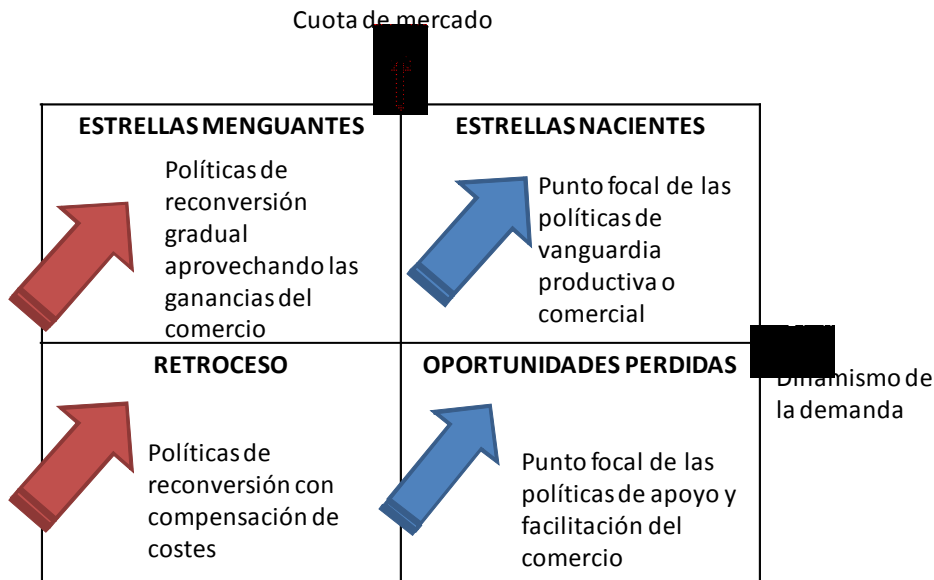 Cuota de mercado
ESTRELLAS MENGUANTES
Políticas de
reconversión
gradual
aprovechando las
ganancias del
comercio
ESTRELLAS NACIENTES
Punto focal de las
políticas de
vanguardia
productiva o
comercial
RETROCESO
Políticas de
reconversión con
compensación de
costes
OPORTUNIDADES PERDIDAS
Punto focal de las
políticas de apoyo y
facilitación del
comercio
Dinamismo de
la demanda